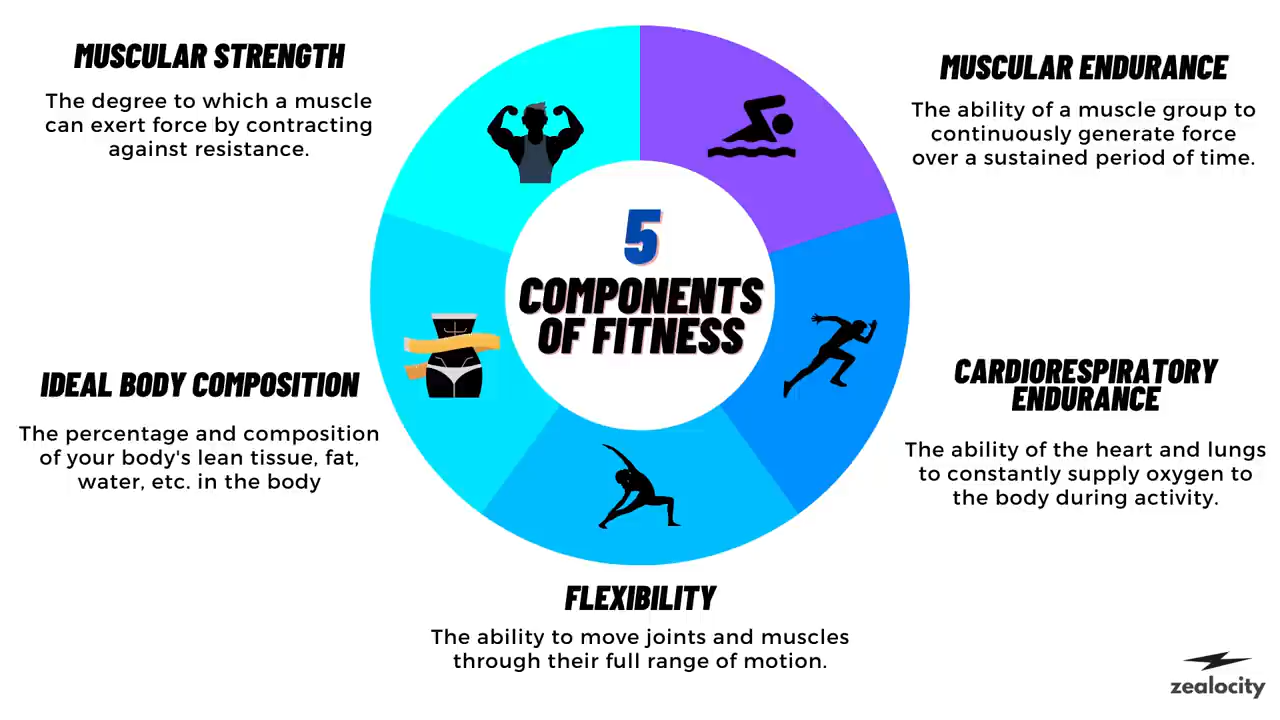 MUSCULAR STRENGTH
The degree to which a muscle
can exert force by contracting
against resistance.
MUSCULAR ENDURANCE
The ability of a muscle group to
continuously generate force
over a sustained period of time.
5
COMPONENTS
OF FITNESS
IDEAL BODY COMPOSITION
The percentage and composition
of your body's lean tissue, fat,
water, etc. in the body
CARDIORESPIRATORY
ENDURANCE
The ability of the heart and lungs
to constantly supply oxygen to
the body during activity.
FLEXIBILITY
The ability to move joints and muscles
through their full range of motion.
zealocity